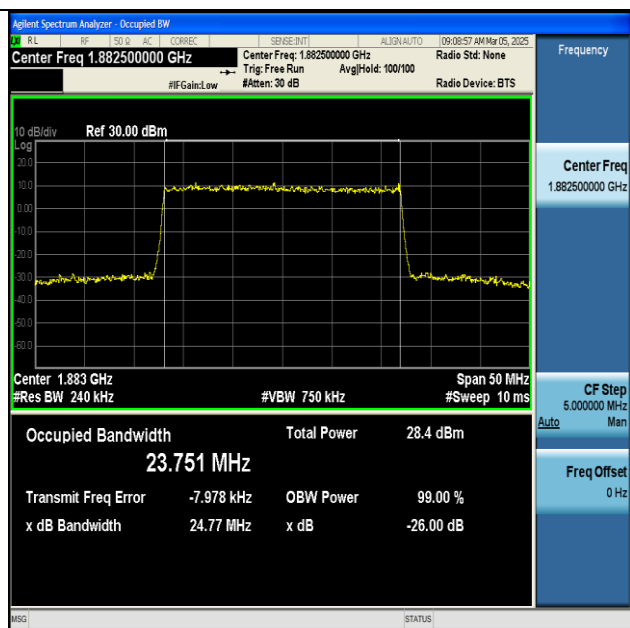 Agilent Spectrum Analyzer - Occupied BW
RL RF 50 Ω AC CORREC SENSE:INT ALIGNAUTO 09:08:57 AM Mar 05, 2025
Center Freq 1.882500000 GHz
Center Freq: 1.882500000 GHz Radio Std: None
Trig: Free Run Avg|Hold: 100/100
#IFGain:Low #Atten: 30 dB Radio Device: BTS
Frequency
10 dB/div Ref 30.00 dBm
Log
20.0
10.0
0.00
-10.0
-20.0
-30.0
-40.0
-50.0
-60.0
Center 1.883 GHz Span 50 MHz
#Res BW 240 kHz #VBW 750 kHz #Sweep 10 ms
Occupied Bandwidth Total Power 28.4 dBm
23.751 MHz
Transmit Freq Error -7.978 kHz OBW Power 99.00 %
x dB Bandwidth 24.77 MHz x dB -26.00 dB
Center Freq
1.882500000 GHz
CF Step
5.000000 MHz
Auto Man
Freq Offset
0 Hz
MSG STATUS